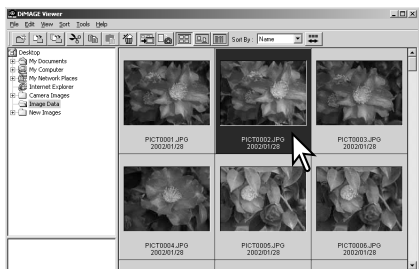 DiMAGE Viewer
File Edit View Sort Tools Help
Sort By : Name
Desktop
My Documents
My Computer
My Network Places
Internet Explorer
Camera Images
Image Data
New Images
PICT0001.JPG PICT0002.JPG PICT0003.JPG
2002/01/28 2002/01/28 2002/01/28
PICT0004.JPG PICT0005.JPG PICT0006.JPG
2002/01/28 2002/01/28 2002/01/28